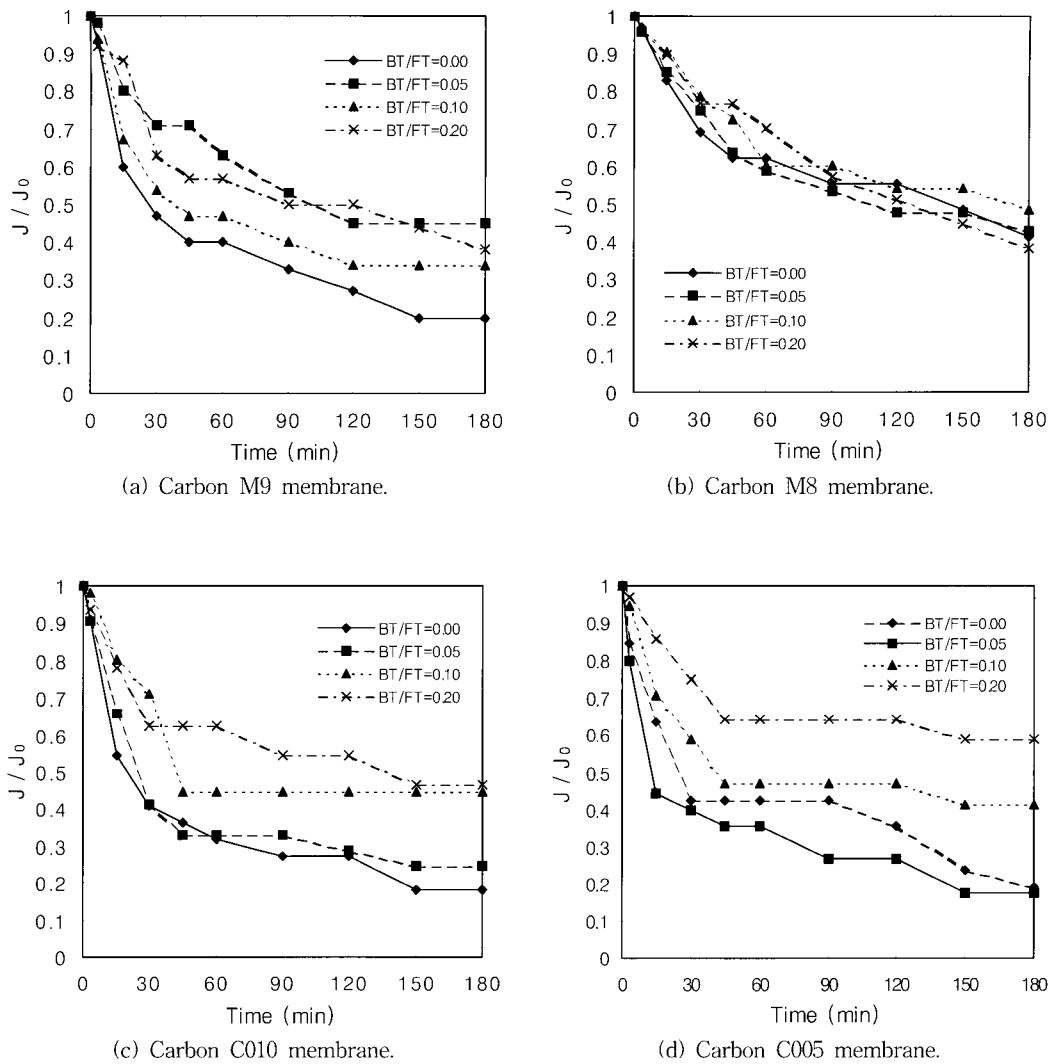 1
0.9
0.8
0.7
0.6
0.5
0.4
0.3
0.2
0.1
0
J / J0
BT/FT=0.00
BT/FT=0.05
BT/FT=0.10
BT/FT=0.20
0 30 60 90 120 150 180
Time (min)
(a) Carbon M9 membrane.
1
0.9
0.8
0.7
0.6
0.5
0.4
0.3
0.2
0.1
0
J / J0
BT/FT=0.00
BT/FT=0.05
BT/FT=0.10
BT/FT=0.20
0 30 60 90 120 150 180
Time (min)
(b) Carbon M8 membrane.
1
0.9
0.8
0.7
0.6
0.5
0.4
0.3
0.2
0.1
0
J / J0
BT/FT=0.00
BT/FT=0.05
BT/FT=0.10
BT/FT=0.20
0 30 60 90 120 150 180
Time (min)
(c) Carbon C010 membrane.
1
0.9
0.8
0.7
0.6
0.5
0.4
0.3
0.2
0.1
0
J / J0
BT/FT=0.00
BT/FT=0.05
BT/FT=0.10
BT/FT=0.20
0 30 60 90 120 150 180
Time (min)
(d) Carbon C005 membrane.